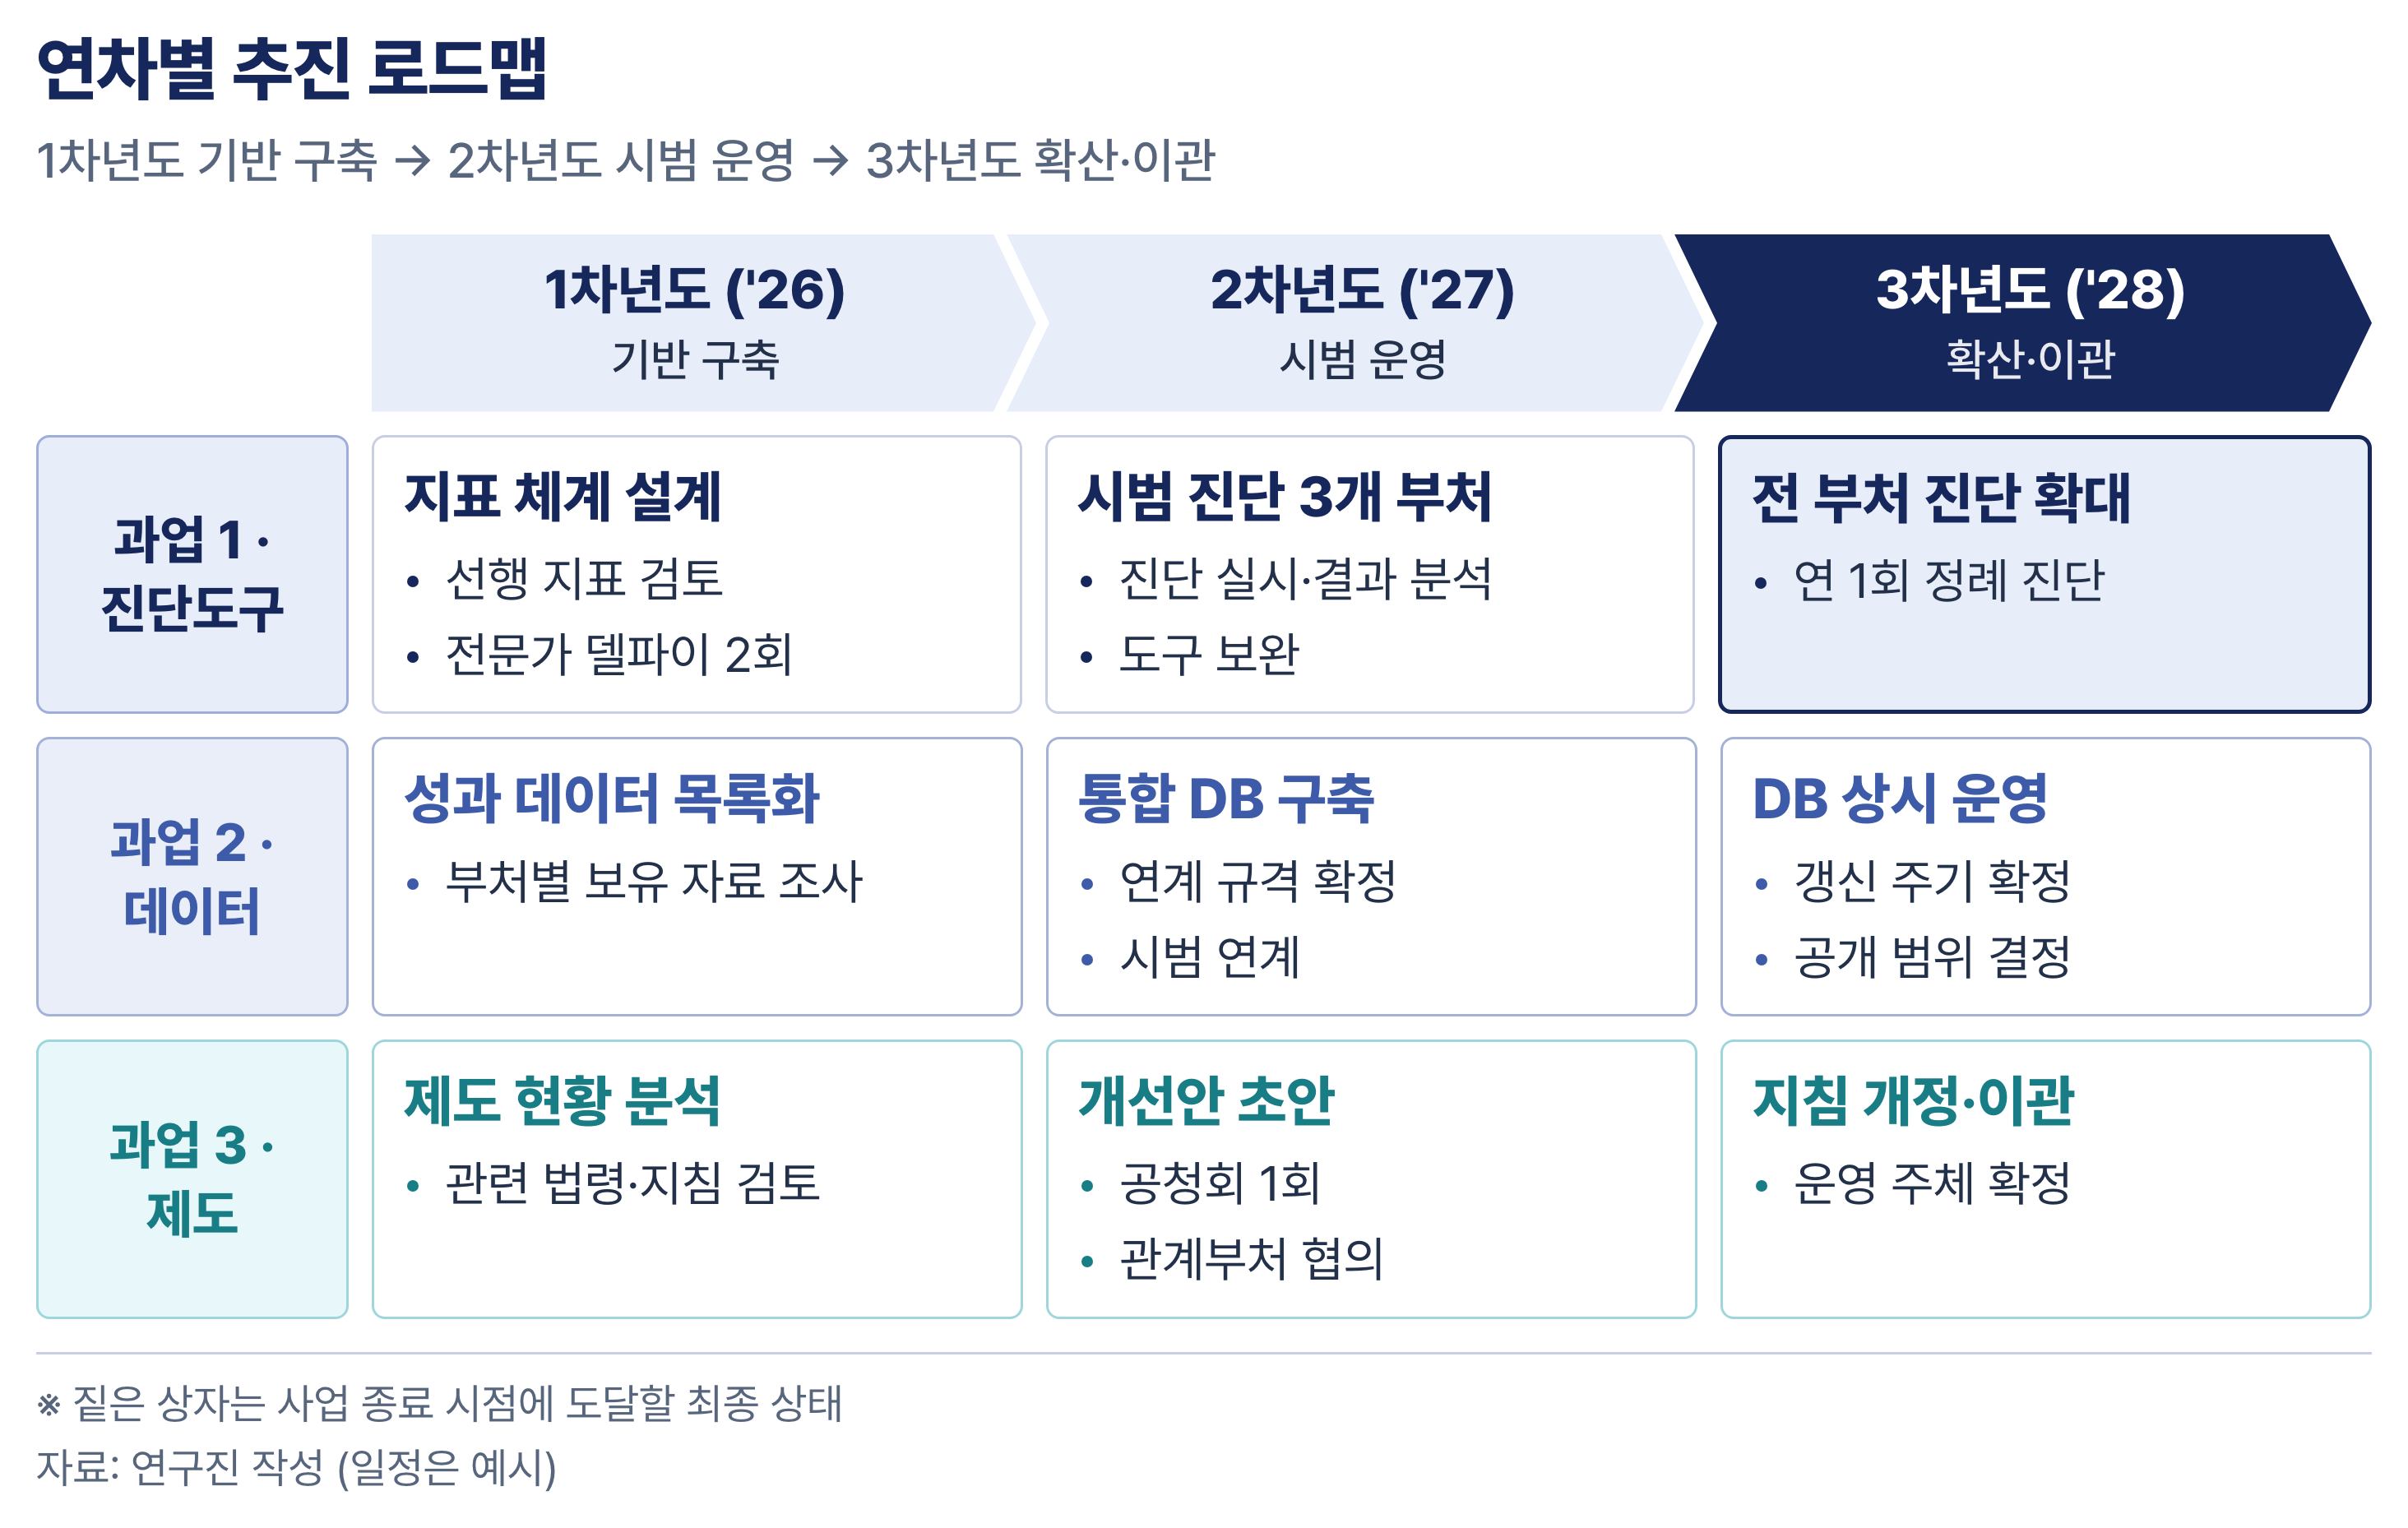 연차별 추진 로드맵
1차년도 기반 구축 → 2차년도 시범 운영 → 3차년도 확산·이관
1차년도 ('26)
기반 구축
2차년도 ('27)
시범 운영
3차년도 ('28)
확산·이관
과업 1 ·
진단도구
지표 체계 설계
• 선행 지표 검토
• 전문가 델파이 2회
시범 진단 3개 부처
• 진단 실시·결과 분석
• 도구 보완
전 부처 진단 확대
• 연 1회 정례 진단
과업 2 ·
데이터
성과 데이터 목록화
• 부처별 보유 자료 조사
통합 DB 구축
• 연계 규격 확정
• 시범 연계
DB 상시 운영
• 갱신 주기 확정
• 공개 범위 결정
과업 3 ·
제도
제도 현황 분석
• 관련 법령·지침 검토
개선안 초안
• 공청회 1회
• 관계부처 협의
지침 개정·이관
• 운영 주체 확정
※ 짙은 상자는 사업 종료 시점에 도달할 최종 상태
자료: 연구진 작성 (일정은 예시)